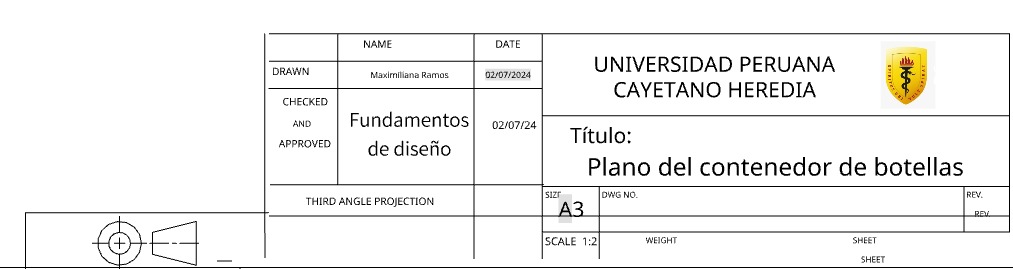 NAME DATE
UNIVERSIDAD PERUANA
CAYETANO HEREDIA
DRAWN Maximiliana Ramos 02/07/2024
CHECKED
AND
APPROVED
Fundamentos
de diseño
02/07/24
Título:
Plano del contenedor de botellas
THIRD ANGLE PROJECTION
SIZE
A3
DWG NO.
REV.
REV.
SCALE 1:2
WEIGHT
SHEET
SHEET